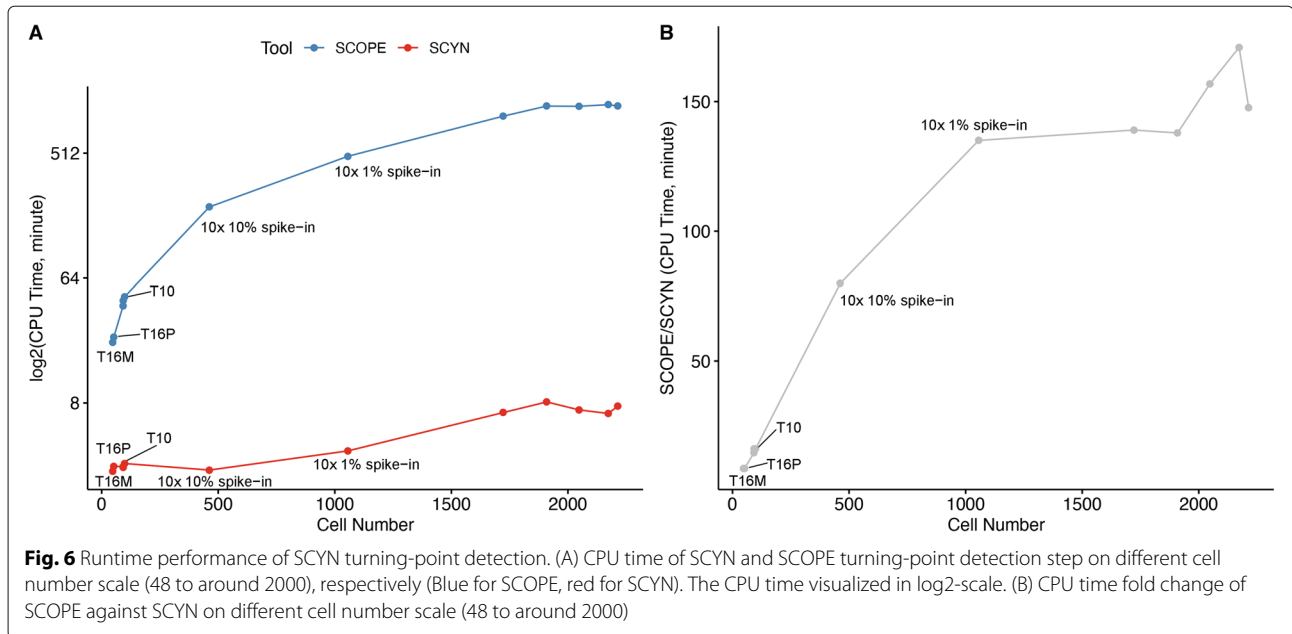 A
Tool SCOPE SCYN
log2(CPU Time, minute)
512
64
8
T10
T16P
T16M
10x 10% spike−in
10x 1% spike−in
T16P
T10
T16M
10x 10% spike−in
10x 1% spike−in
0 500 1000 1500 2000
Cell Number
B
SCOPE/SCYN (CPU Time, minute)
150
100
50
10x 1% spike−in
10x 10% spike−in
T10
T16P
T16M
0 500 1000 1500 2000
Cell Number
Fig. 6 Runtime performance of SCYN turning-point detection. (A) CPU time of SCYN and SCOPE turning-point detection step on different cell
number scale (48 to around 2000), respectively (Blue for SCOPE, red for SCYN). The CPU time visualized in log2-scale. (B) CPU time fold change of
SCOPE against SCYN on different cell number scale (48 to around 2000)